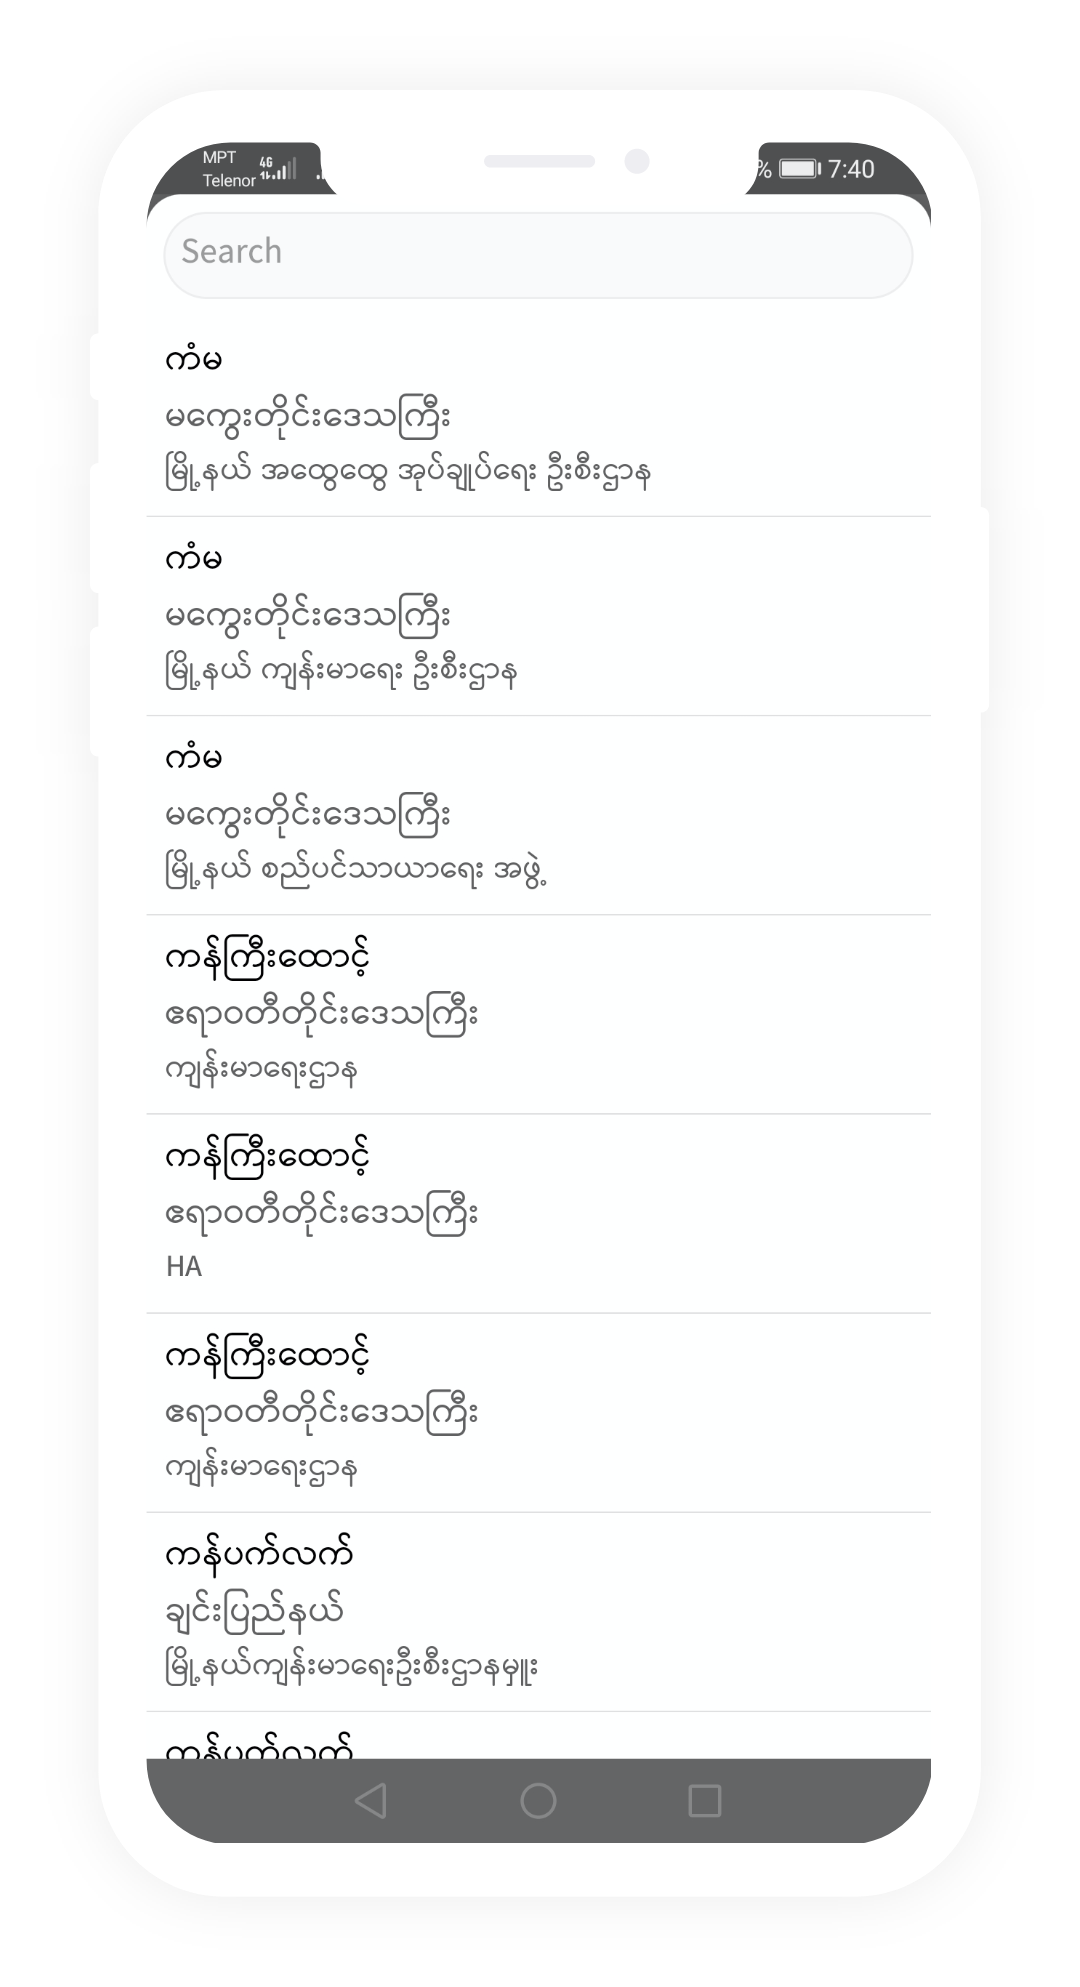 MPT
4G
Telenor
% 7:40
Search
ကံမ
မကွေးတိုင်းဒေသကြီး
မြို့နယ် အထွေထွေ အုပ်ချုပ်ရေး ဦးစီးဌာန
ကံမ
မကွေးတိုင်းဒေသကြီး
မြို့နယ် ကျန်းမာရေး ဦးစီးဌာန
ကံမ
မကွေးတိုင်းဒေသကြီး
မြို့နယ် စည်ပင်သာယာရေး အဖွဲ့
ကန်ကြီးထောင့်
ဧရာဝတီတိုင်းဒေသကြီး
ကျန်းမာရေးဌာန
ကန်ကြီးထောင့်
ဧရာဝတီတိုင်းဒေသကြီး
HA
ကန်ကြီးထောင့်
ဧရာဝတီတိုင်းဒေသကြီး
ကျန်းမာရေးဌာန
ကန်ပက်လက်
ချင်းပြည်နယ်
မြို့နယ်ကျန်းမာရေးဦးစီးဌာနမှူး
ကန်ပက်လက်